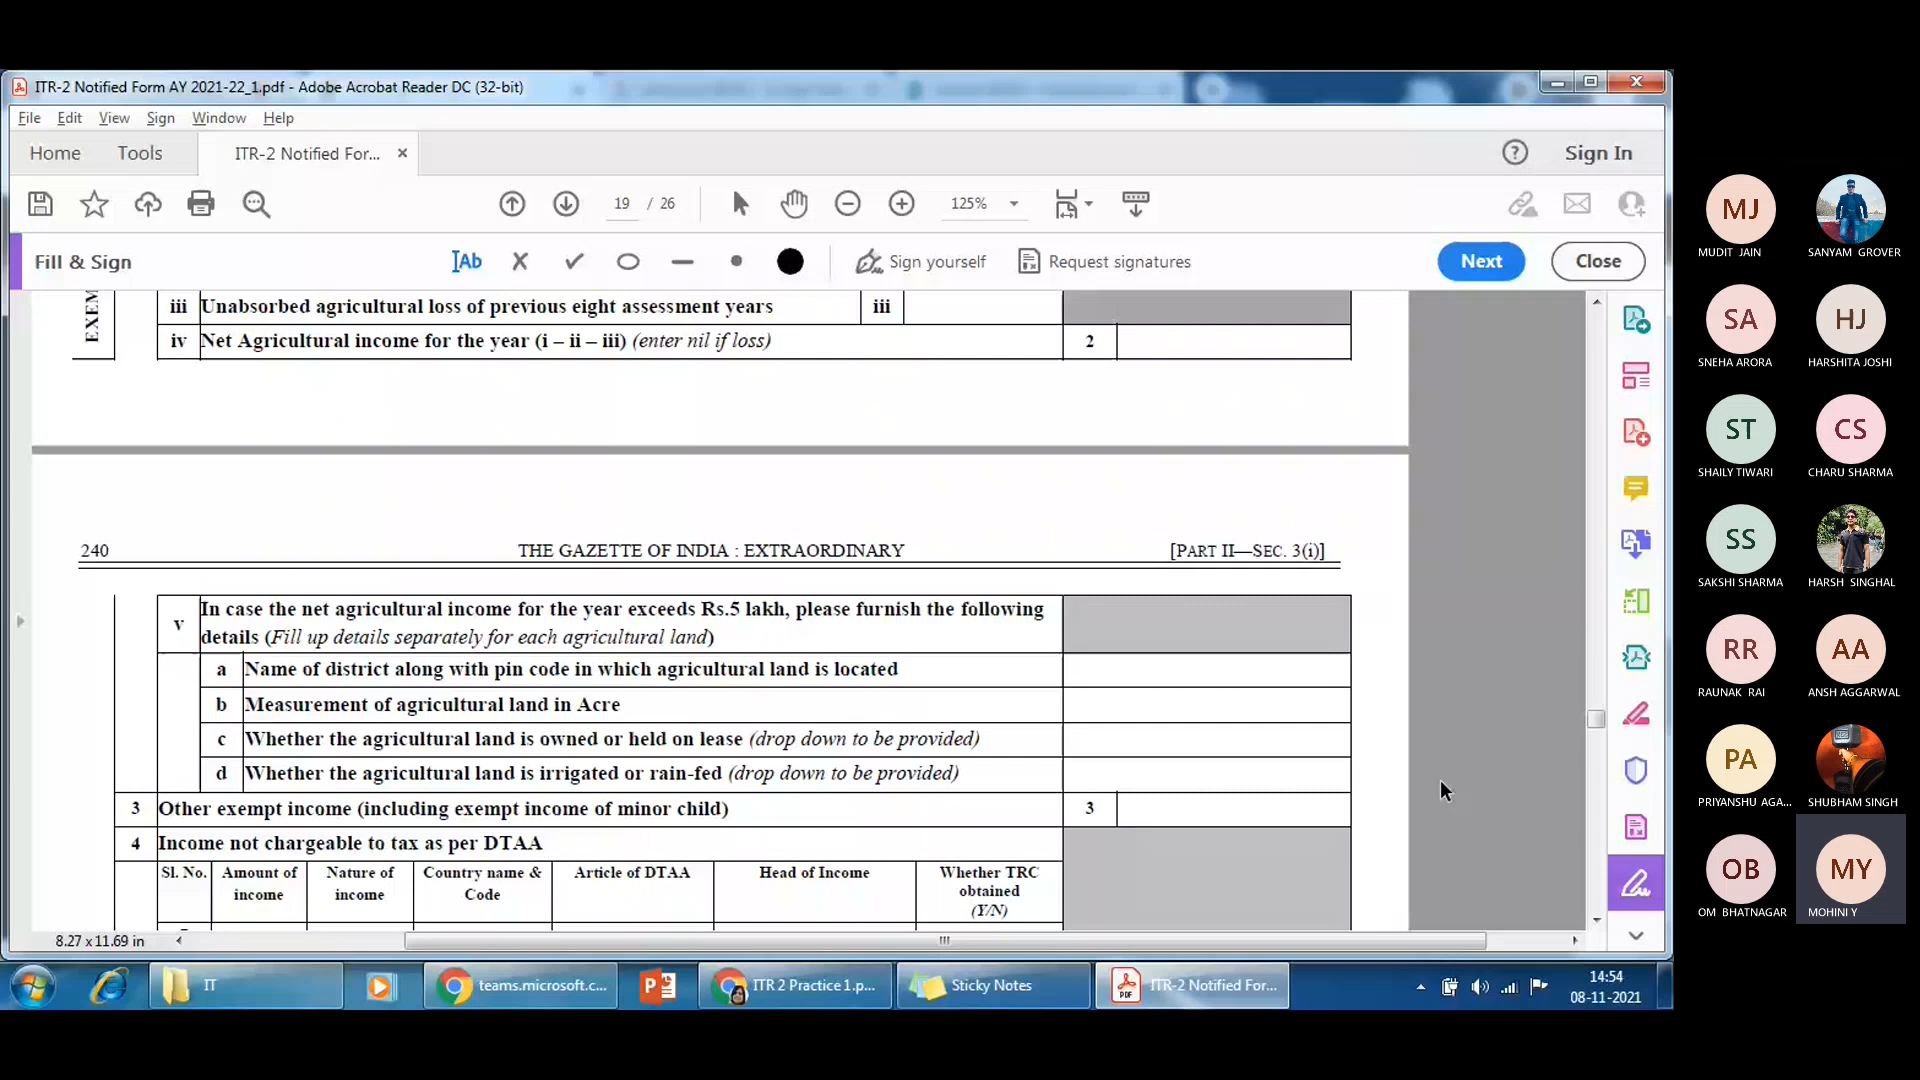 ITR-2 Notified Form AY 2021-22_1.pdf - Adobe Acrobat Reader DC (32-bit)
File Edit View Sign Window Help
Home Tools ITR-2 Notified For... × Sign In
19 / 26 125%
Fill & Sign Ab Sign yourself Request signatures Next Close
EXEM
iii Unabsorbed agricultural loss of previous eight assessment years iii
iv Net Agricultural income for the year (i – ii – iii) (enter nil if loss) 2
240 THE GAZETTE OF INDIA : EXTRAORDINARY [PART II—SEC. 3(i)]
v In case the net agricultural income for the year exceeds Rs.5 lakh, please furnish the following
details (Fill up details separately for each agricultural land)
a Name of district along with pin code in which agricultural land is located
b Measurement of agricultural land in Acre
c Whether the agricultural land is owned or held on lease (drop down to be provided)
d Whether the agricultural land is irrigated or rain-fed (drop down to be provided)
3 Other exempt income (including exempt income of minor child) 3
4 Income not chargeable to tax as per DTAA
Sl. No. Amount of income Nature of income Country name & Code Article of DTAA Head of Income Whether TRC obtained (Y/N)
8.27 x 11.69 in
IT teams.microsoft.c... ITR 2 Practice 1.p... Sticky Notes ITR-2 Notified For... 14:54
08-11-2021
MJ
MUDIT JAIN SANYAM GROVER
SA HJ
SNEHA ARORA HARSHITA JOSHI
ST CS
SHAILY TIWARI CHARU SHARMA
SS
SAKSHI SHARMA HARSH SINGHAL
RR AA
RAUNAK RAI ANSH AGGARWAL
PA
PRIYANSHU AGA... SHUBHAM SINGH
OB MY
OM BHATNAGAR MOHINI Y